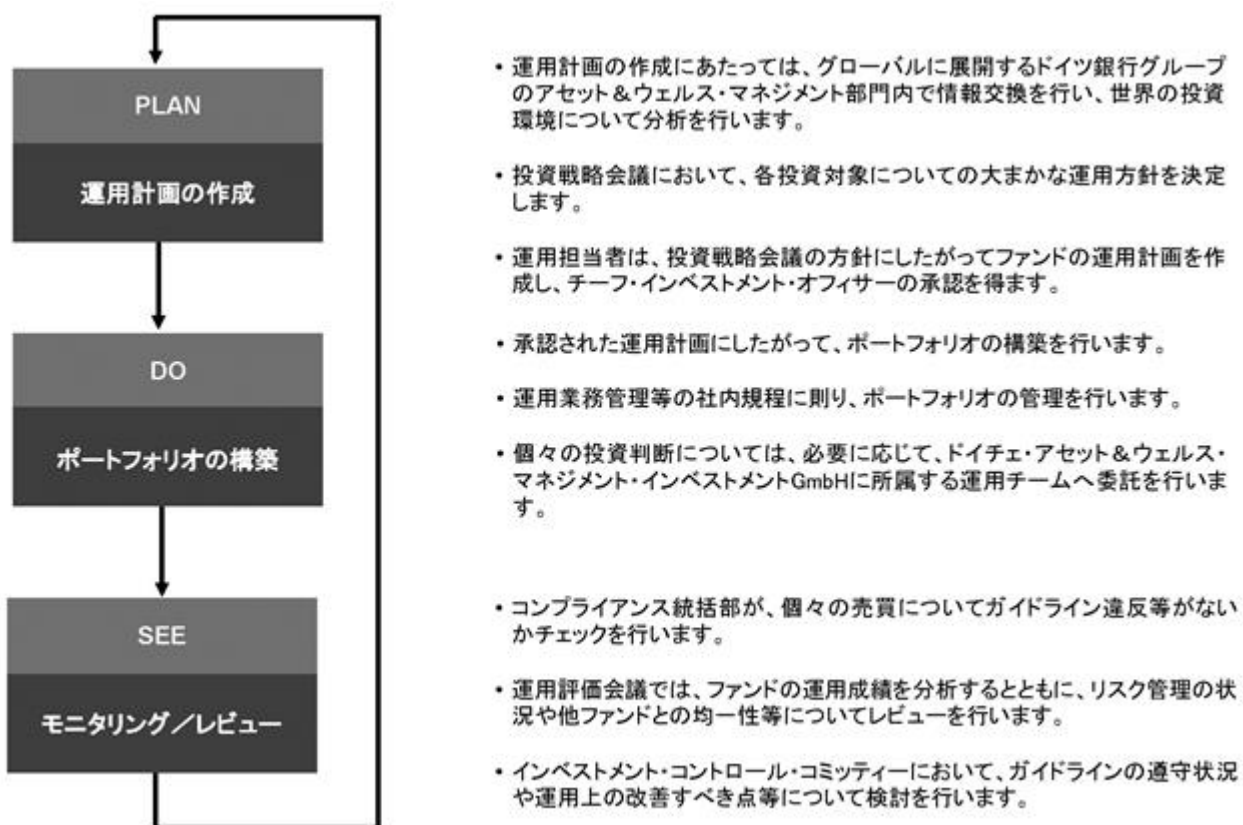 PLAN
運用計画の作成
・運用計画の作成にあたっては、グローバルに展開するドイツ銀行グループ
のアセット＆ウェルス・マネジメント部門内で情報交換を行い、世界の投資
環境について分析を行います。
・投資戦略会議において、各投資対象についての大まかな運用方針を決定
します。
・運用担当者は、投資戦略会議の方針にしたがってファンドの運用計画を作
成し、チーフ・インベストメント・オフィサーの承認を得ます。
DO
ポートフォリオの構築
・承認された運用計画にしたがって、ポートフォリオの構築を行います。
・運用業務管理等の社内規程に則り、ポートフォリオの管理を行います。
・個々の投資判断については、必要に応じて、ドイチェ・アセット＆ウェルス・
マネジメント・インベストメントGmbHに所属する運用チームへ委託を行いま
す。
SEE
モニタリング／レビュー
・コンプライアンス統括部が、個々の売買についてガイドライン違反等がない
かチェックを行います。
・運用評価会議では、ファンドの運用成績を分析するとともに、リスク管理の状
況や他ファンドとの均一性等についてレビューを行います。
・インベストメント・コントロール・コミッティーにおいて、ガイドラインの遵守状況
や運用上の改善すべき点等について検討を行います。